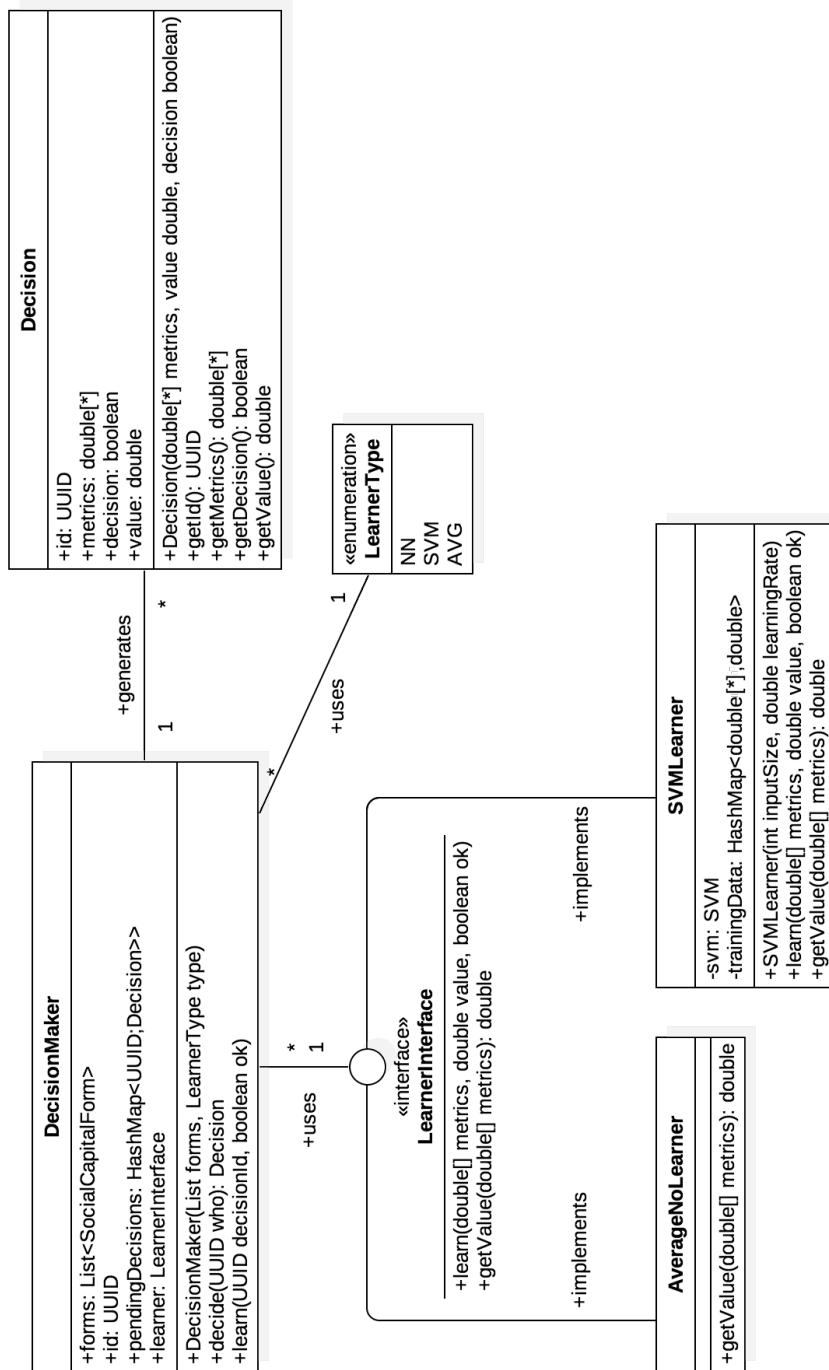 DecisionMaker
+forms: List<SocialCapitalForm>
+id: UUID
+pendingDecisions: HashMap<UUID;Decision>>
+learner: LearnerInterface
+DecisionMaker(List forms, LearnerType type)
+decide(UUID who): Decision
+learn(UUID decisionId, boolean ok)
+generates
1
*
Decision
+id: UUID
+metrics: double[*]
+decision: boolean
+value: double
+Decision(double[*] metrics, value double, decision boolean)
+getId(): UUID
+getMetrics(): double[*]
+getDecision(): boolean
+getValue(): double
*
+uses
1
«enumeration»
LearnerType
NN
SVM
AVG
+uses
*
1
«interface»
LearnerInterface
+learn(double[] metrics, double value, boolean ok)
+getValue(double[] metrics): double
+implements
+implements
AverageNoLearner
+getValue(double[] metrics): double
SVMLearner
-svm: SVM
-trainingData: HashMap<double[*];double>
+SVMLearner(int inputSize, double learningRate)
+learn(double[] metrics, double value, boolean ok)
+getValue(double[] metrics): double